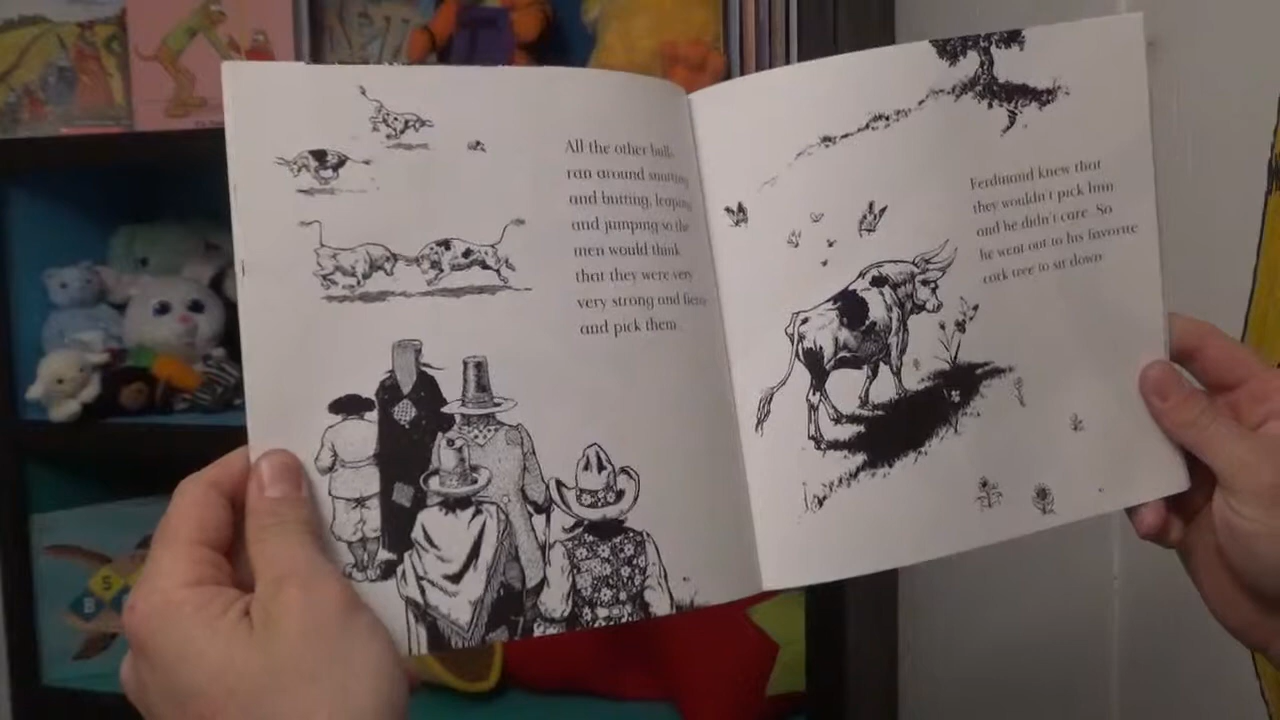 All the other bulls
ran around snorting
and butting, leaping
and jumping so the
men would think
that they were very
very strong and fierce
and pick them.
Ferdinand knew that
they wouldn't pick him
and he didn't care. So
he went out to his favorite
cork tree to sit down.